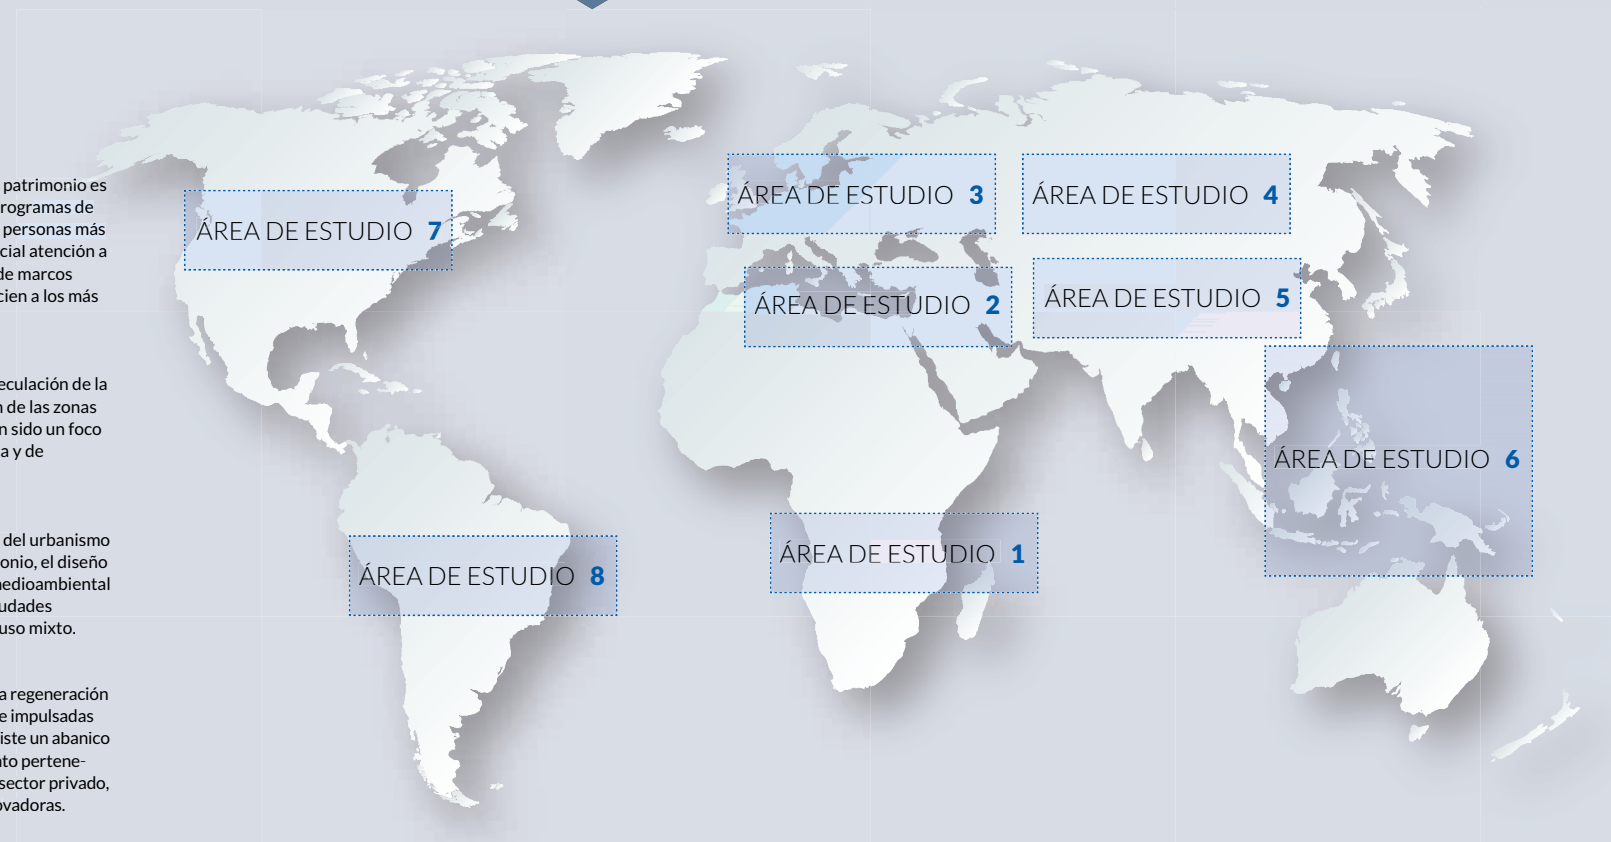 patrimonio es
rogramas de
personas más
cial atención a
de marcos
cien a los más
eculación de la
n de las zonas
n sido un foco
a y de
del urbanismo
onio, el diseño
nedioambiental
udades
uso mixto.
a regeneración
e impulsadas
iste un abanico
nto pertene-
sector privado,
ovadoras.
ÁREA DE ESTUDIO 7
ÁREA DE ESTUDIO 3
ÁREA DE ESTUDIO 4
ÁREA DE ESTUDIO 2
ÁREA DE ESTUDIO 5
ÁREA DE ESTUDIO 6
ÁREA DE ESTUDIO 1
ÁREA DE ESTUDIO 8